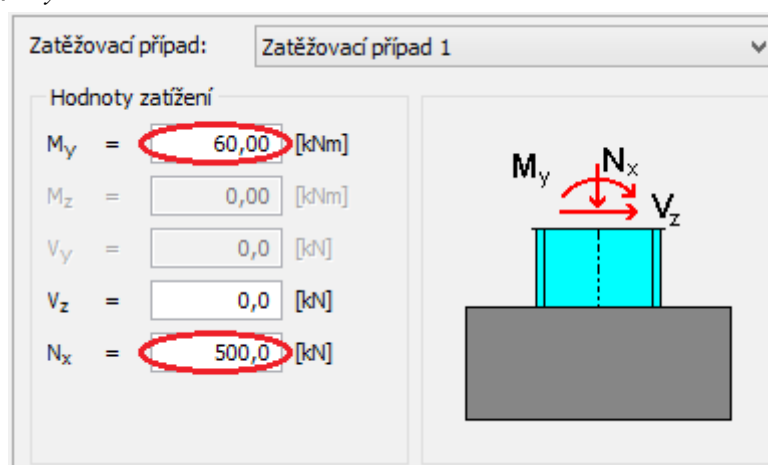 Zatěžovací případ: Zatěžovací případ 1
Hodnoty zatížení
My = 60,00 [kNm]
Mz = 0,00 [kNm]
Vy = 0,0 [kN]
Vz = 0,0 [kN]
Nx = 500,0 [kN]
My Nx Vz